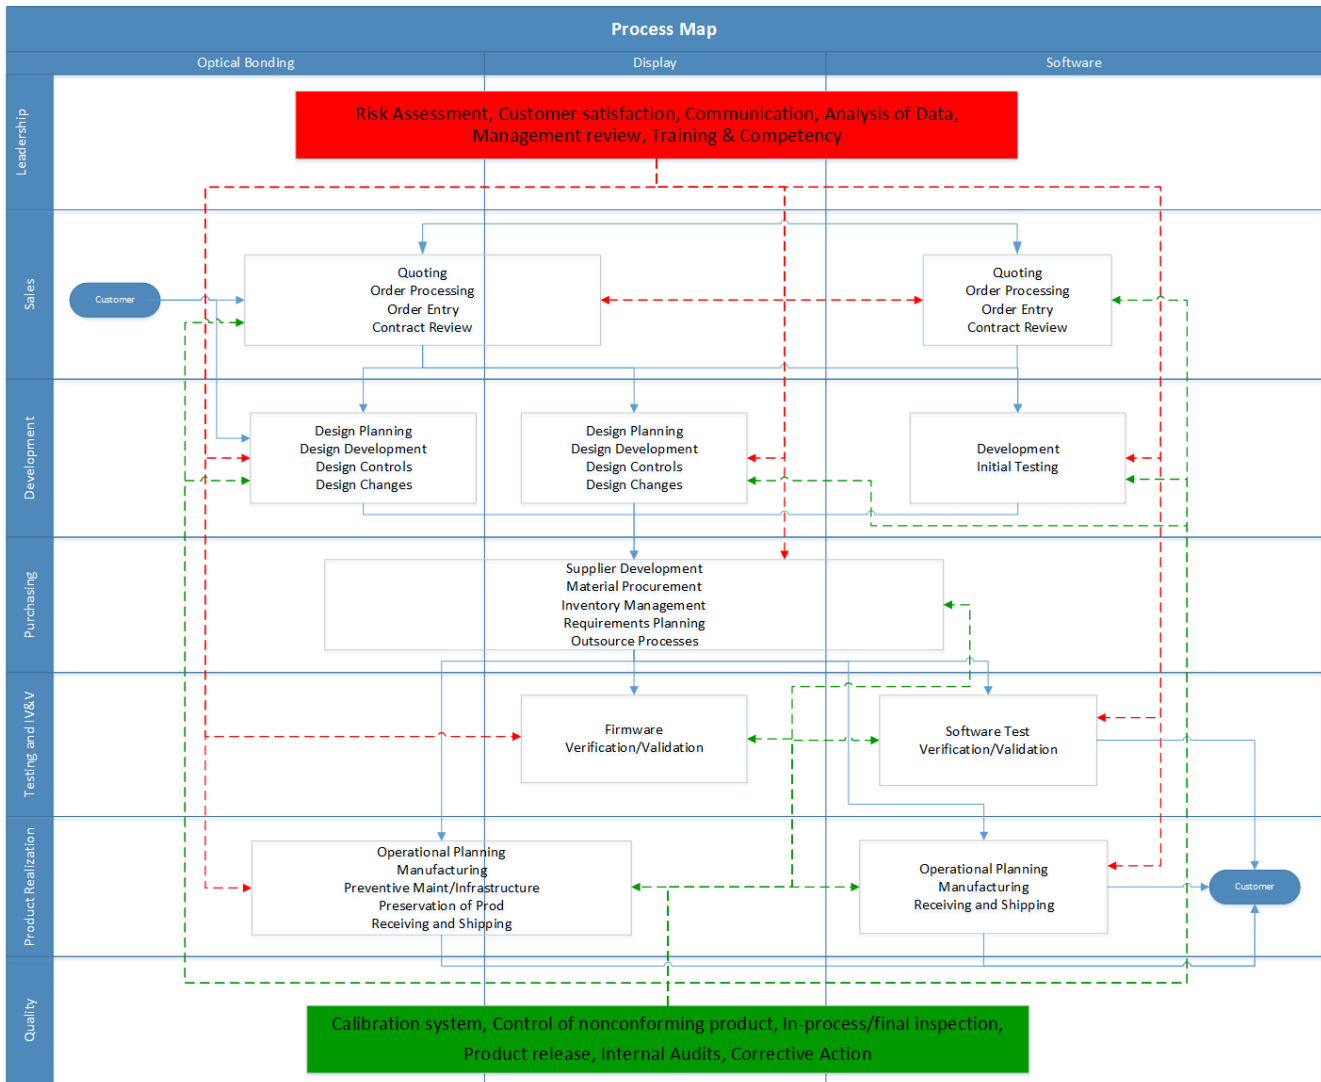 Process Map
Optical Bonding
Display
Software
Leadership
Risk Assessment, Customer satisfaction, Communication, Analysis of Data,
Management review, Training & Competency
Sales
Customer
Quoting
Order Processing
Order Entry
Contract Review
Quoting
Order Processing
Order Entry
Contract Review
Development
Design Planning
Design Development
Design Controls
Design Changes
Design Planning
Design Development
Design Controls
Design Changes
Development
Initial Testing
Purchasing
Supplier Development
Material Procurement
Inventory Management
Requirements Planning
Outsource Processes
Testing and IV&V
Firmware
Verification/Validation
Software Test
Verification/Validation
Product Realization
Operational Planning
Manufacturing
Preventive Maint/Infrastructure
Preservation of Prod
Receiving and Shipping
Operational Planning
Manufacturing
Receiving and Shipping
Customer
Quality
Calibration system, Control of nonconforming product, In-process/final inspection,
Product release, Internal Audits, Corrective Action